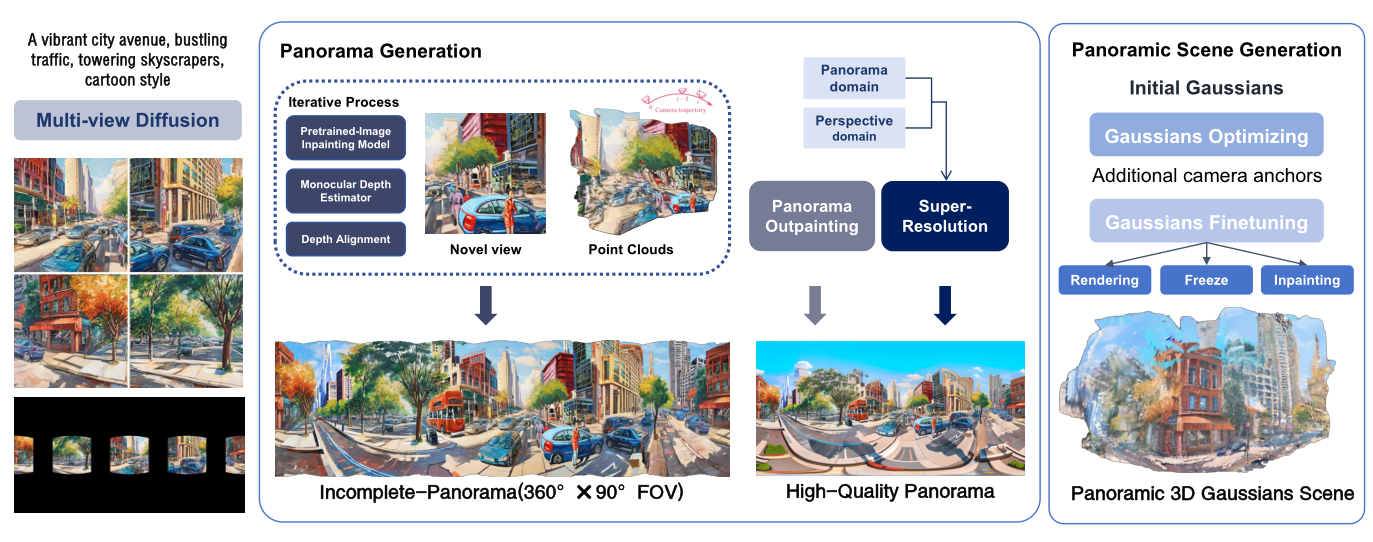 A vibrant city avenue, bustling
traffic, towering skyscrapers,
cartoon style
Multi-view Diffusion
Panorama Generation
Iterative Process
Pretrained-Image
Inpainting Model
Monocular Depth
Estimator
Depth Alignment
Novel view
0
i-1
i
Camera trajectory
Point Clouds
Panorama
domain
Perspective
domain
Panorama
Outpainting
Super-
Resolution
Incomplete-Panorama(360° ×90° FOV)
High-Quality Panorama
Panoramic Scene Generation
Initial Gaussians
Gaussians Optimizing
Additional camera anchors
Gaussians Finetuning
Rendering
Freeze
Inpainting
Panoramic 3D Gaussians Scene